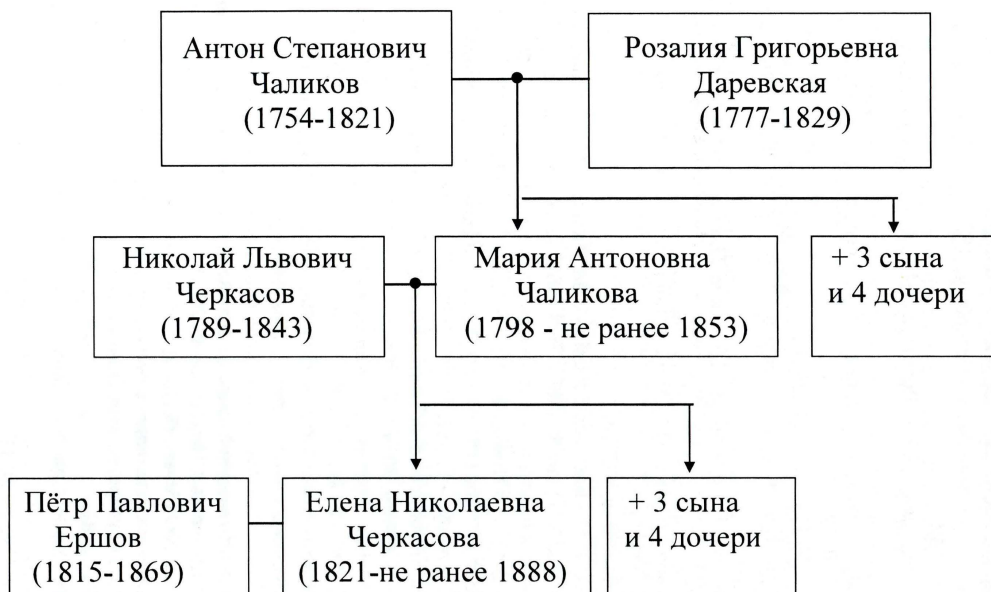 Антон Степанович
Чаликов
(1754-1821)
Розалия Григорьевна
Даревская
(1777-1829)
Николай Львович
Черкасов
(1789-1843)
Мария Антоновна
Чаликова
(1798 - не ранее 1853)
+ 3 сына
и 4 дочери
Пётр Павлович
Ершов
(1815-1869)
Елена Николаевна
Черкасова
(1821-не ранее 1888)
+ 3 сына
и 4 дочери